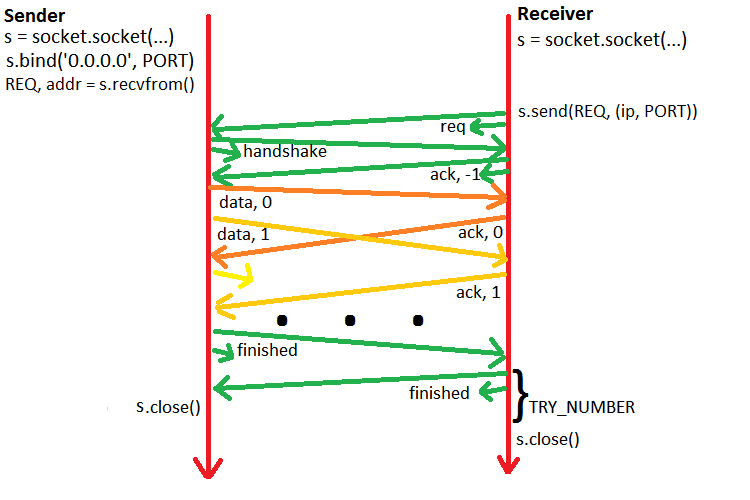 Sender
s = socket.socket(...)
s.bind('0.0.0.0', PORT)
REQ, addr = s.recvfrom()
Receiver
s = socket.socket(...)
s.send(REQ, (ip, PORT))
req
handshake
ack, -1
data, 0
data, 1
ack, 0
ack, 1
finished
finished
TRY_NUMBER
s.close()
s.close()